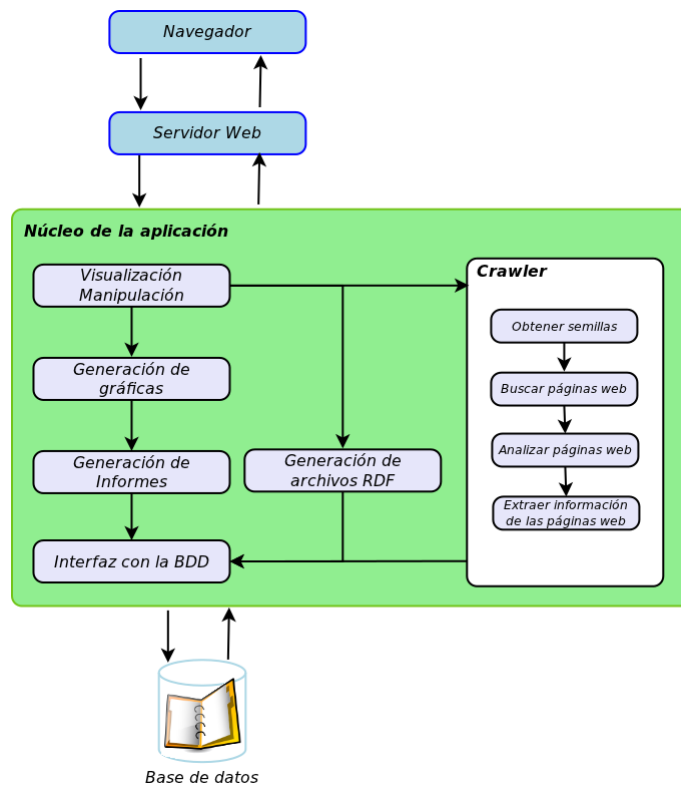 Navegador
Servidor Web
Núcleo de la aplicación
Visualización
Manipulación
Crawler
Obtener semillas
Generación de
gráficas
Buscar páginas web
Analizar páginas web
Generación de
Informes
Generación de
archivos RDF
Extraer información
de las páginas web
Interfaz con la BDD
Base de datos